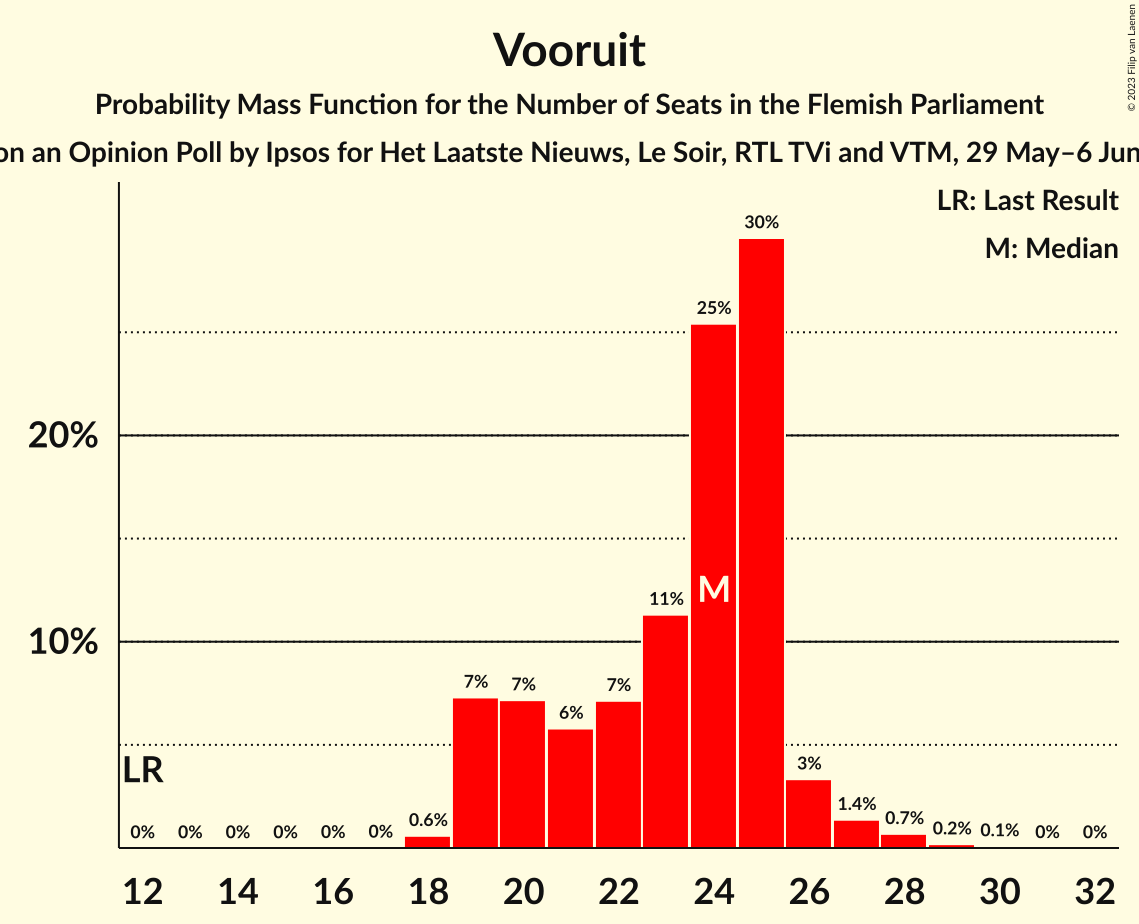 Vooruit
Probability Mass Function for the Number of Seats in the Flemish Parliament
on an Opinion Poll by Ipsos for Het Laatste Nieuws, Le Soir, RTL TVi and VTM, 29 May–6 Jun
© 2023 Filip van Laenen
LR: Last Result
M: Median
30%
25%
20%
M
11%
10%
7%
7%
6%
7%
3%
LR
1.4%
0.7%
0.6%
0.2%
0.1%
0%
0%
0%
0%
0%
0%
0%
0%
12 14 16 18 20 22 24 26 28 30 32